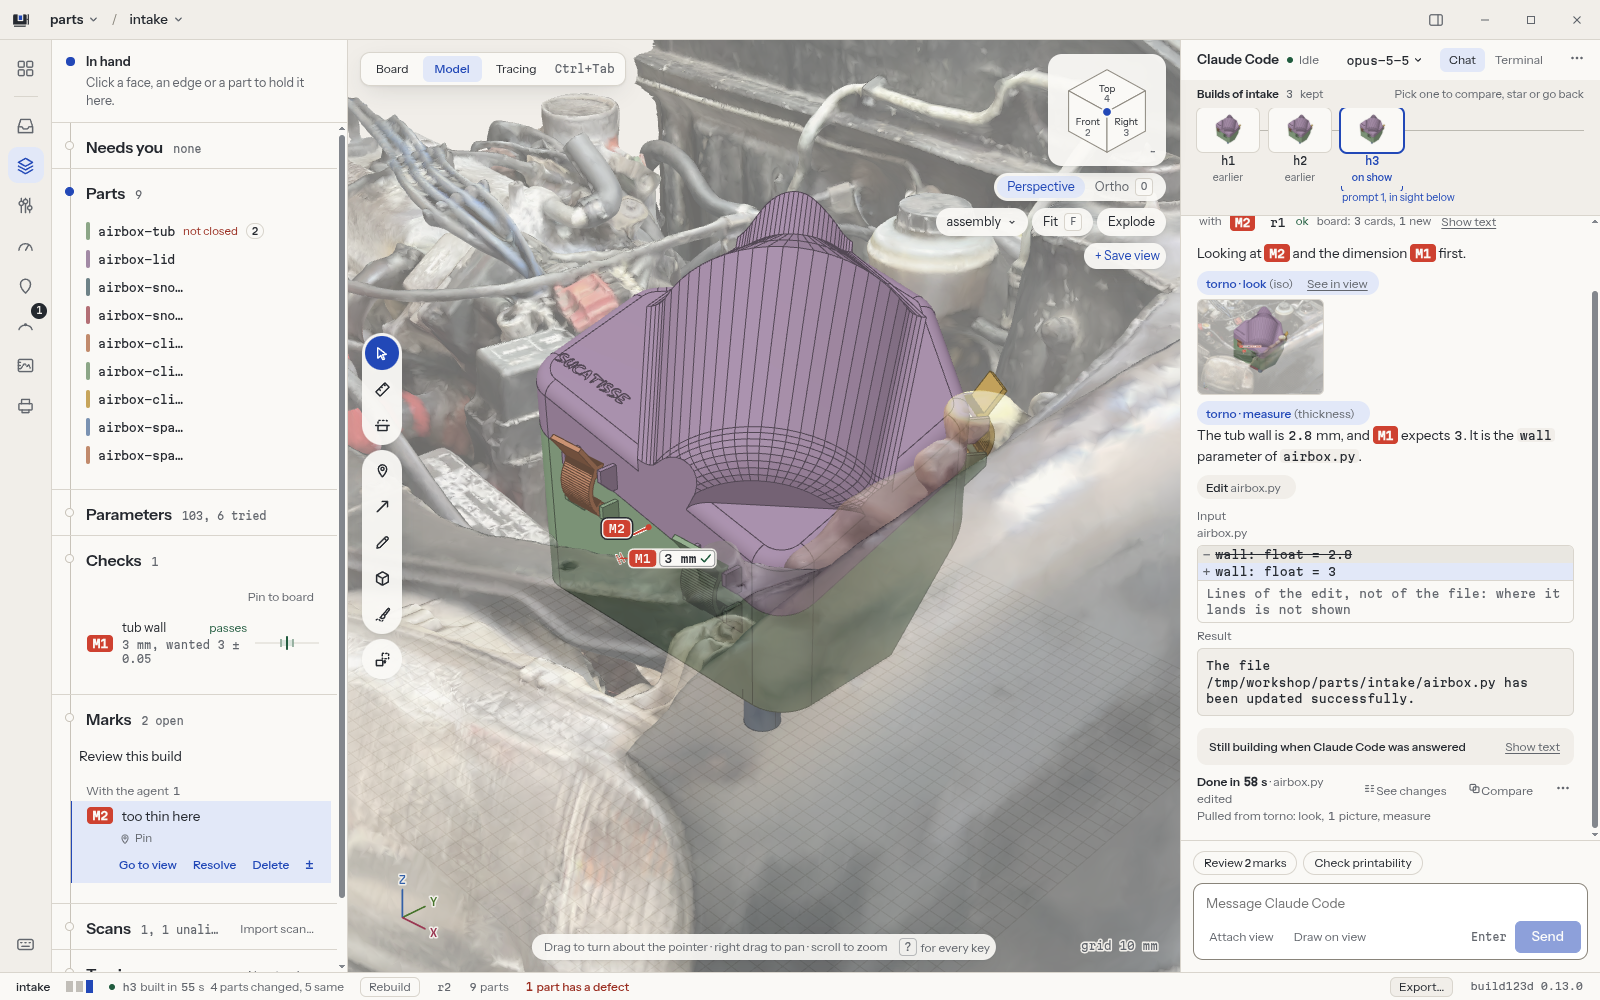 parts / intake
In hand
Click a face, an edge or a part to hold it here.
Needs you none
Parts 9
airbox-tub not closed 2
airbox-lid
airbox-sno…
airbox-sno…
airbox-cli…
airbox-cli…
airbox-cli…
airbox-spa…
airbox-spa…
1
Parameters 103, 6 tried
Checks 1
Pin to board
M1 tub wall passes
3 mm, wanted 3 ± 0.05
Marks 2 open
Review this build
With the agent 1
M2 too thin here
Pin
Go to view Resolve Delete ±
Scans 1, 1 unali… Import scan…
Board Model Tracing Ctrl+Tab
Top 4
Front 2
Right 3
Perspective Ortho 0
assembly Fit F Explode
+ Save view
SUCATISSE
M2
M1 3 mm
Z
Y
X
Drag to turn about the pointer · right drag to pan · scroll to zoom ? for every key
grid 10 mm
Claude Code Idle opus-5-5 Chat Terminal
Builds of intake 3 kept Pick one to compare, star or go back
h1 h2 h3
earlier earlier on show
prompt 1, in sight below
with M2 r1 ok board: 3 cards, 1 new Show text
Looking at M2 and the dimension M1 first.
torno · look (iso) See in view
torno · measure (thickness)
The tub wall is 2.8 mm, and M1 expects 3. It is the wall
parameter of airbox.py.
Edit airbox.py
Input
airbox.py
- wall: float = 2.8
+ wall: float = 3
Lines of the edit, not of the file: where it
lands is not shown
Result
The file
/tmp/workshop/parts/intake/airbox.py has
been updated successfully.
Still building when Claude Code was answered Show text
Done in 58 s · airbox.py edited See changes Compare
Pulled from torno: look, 1 picture, measure
Review 2 marks Check printability
Message Claude Code
Attach view Draw on view Enter Send
intake h3 built in 55 s 4 parts changed, 5 same Rebuild r2 9 parts 1 part has a defect Export… build123d 0.13.0